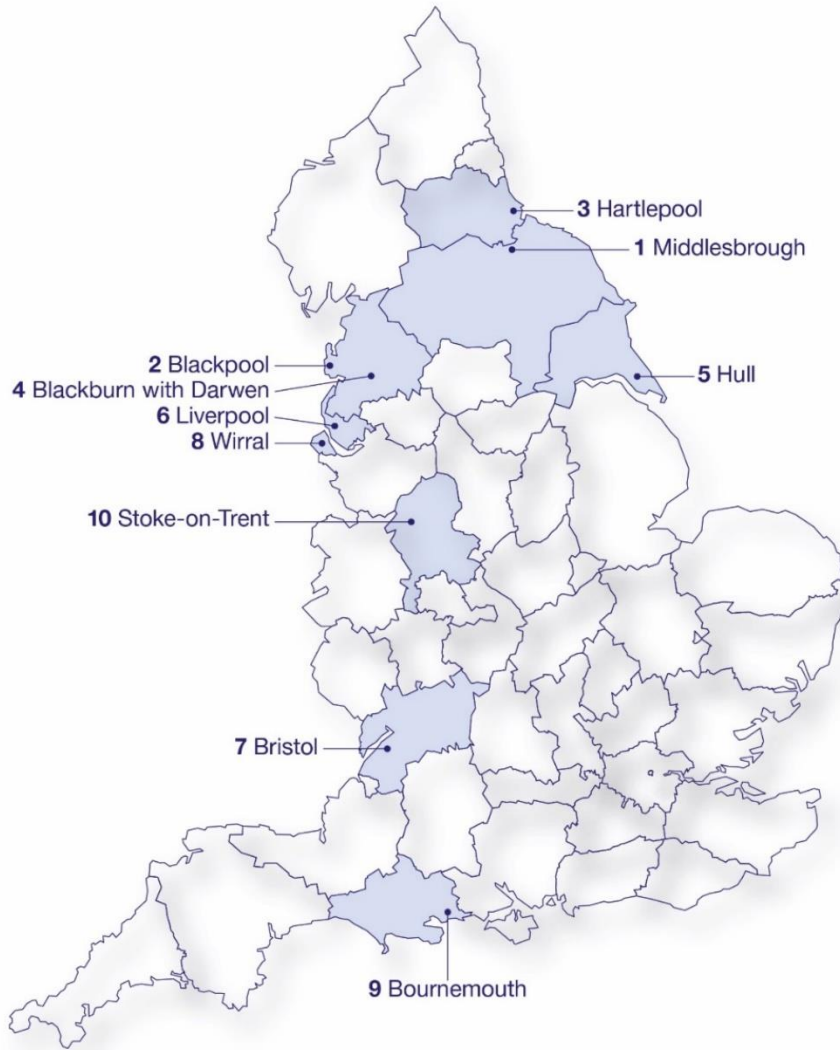 3 Hartlepool
1 Middlesbrough
2 Blackpool
4 Blackburn with Darwen
5 Hull
6 Liverpool
8 Wirral
10 Stoke-on-Trent
7 Bristol
9 Bournemouth